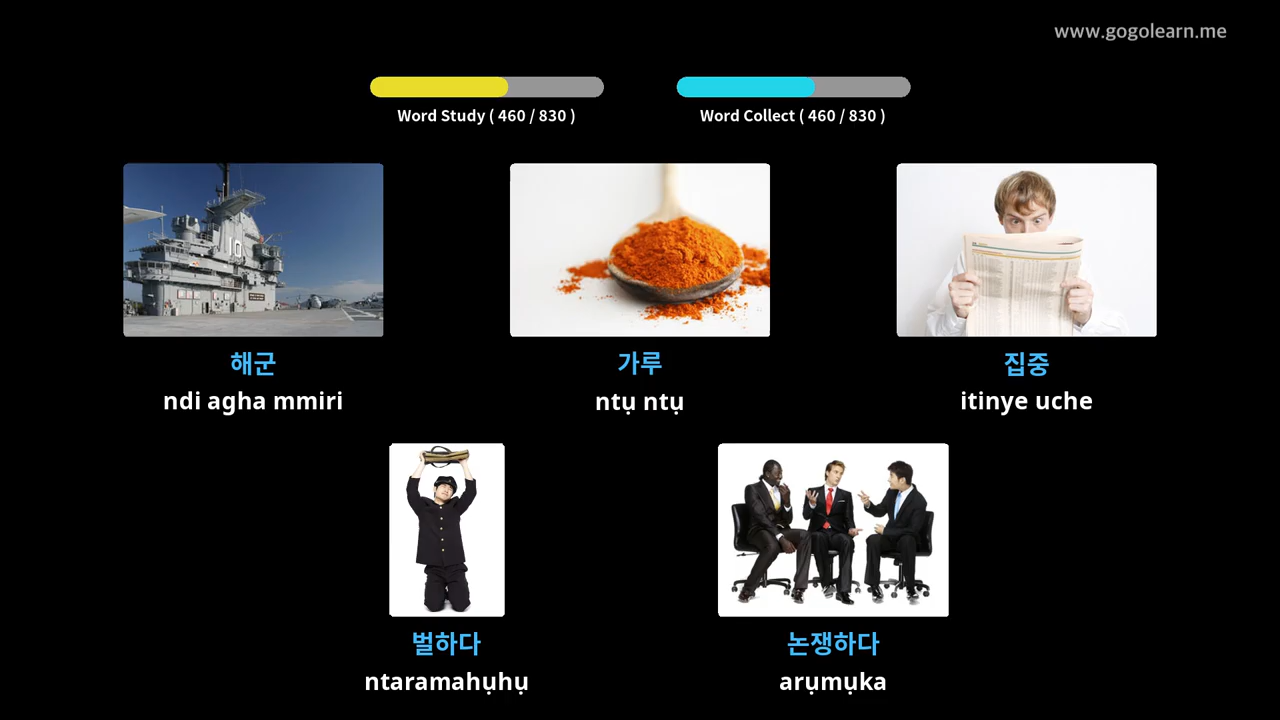 www.gogolearn.me
Word Study ( 460 / 830 )
Word Collect ( 460 / 830 )
10
해군
ndi agha mmiri
가루
ntụ ntụ
집중
itinye uche
벌하다
ntaramahụhụ
논쟁하다
arụmụka